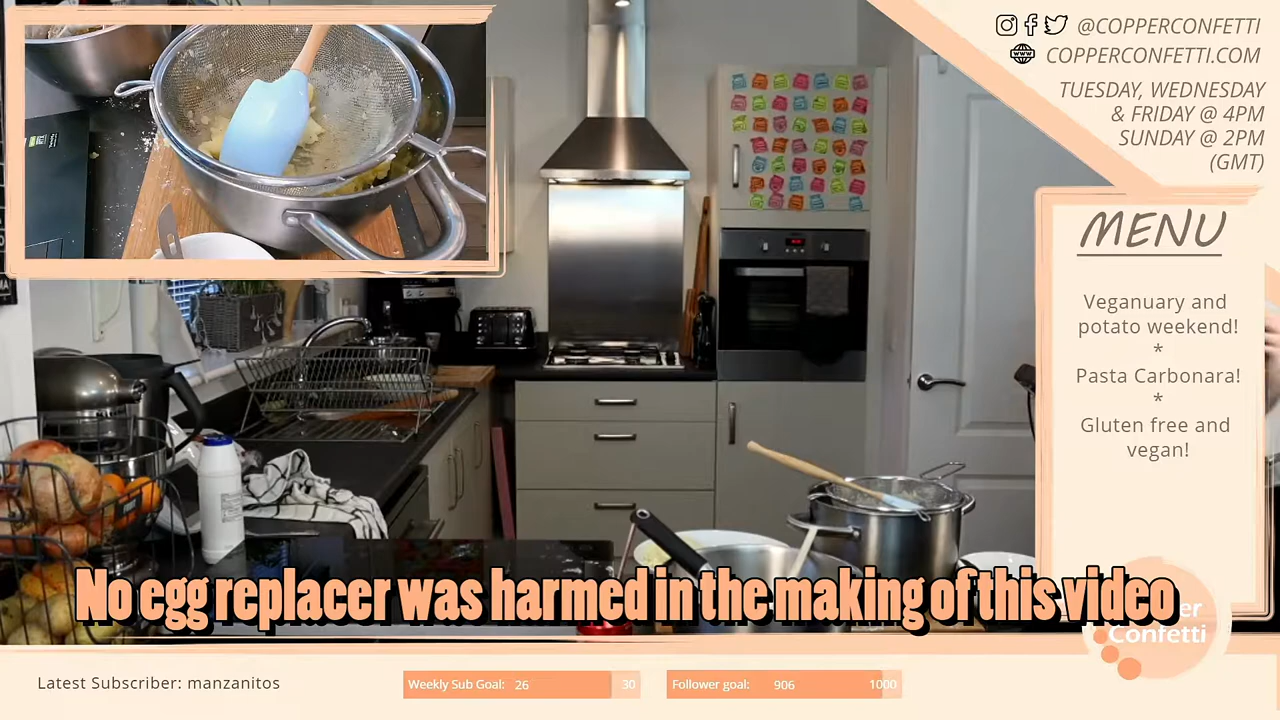 @COPPERCONFETTI
COPPERCONFETTI.COM
TUESDAY, WEDNESDAY
& FRIDAY @ 4PM
SUNDAY @ 2PM
(GMT)
MENU
Veganuary and
potato weekend!
*
Pasta Carbonara!
*
Gluten free and
vegan!
No egg replacer was harmed in the making of this video
Confetti
Latest Subscriber: manzanitos
Weekly Sub Goal: 26 30
Follower goal: 906 1000